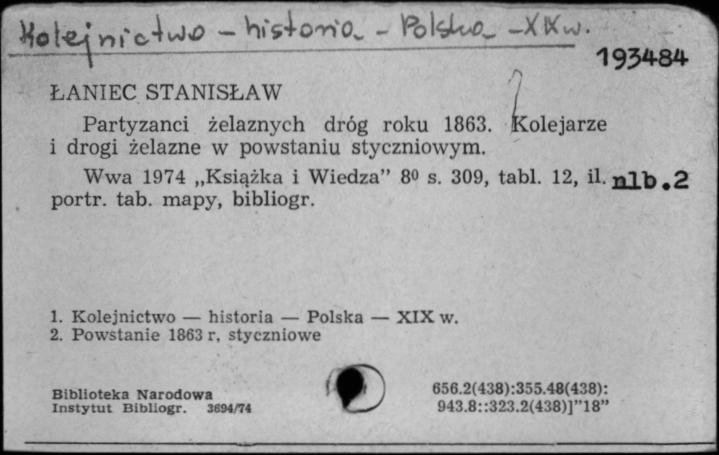 Kolejnictwo - historia - Polska - XIX w.
193484
ŁANIEC STANISŁAW
Partyzanci żelaznych dróg roku 1863. Kolejarze
i drogi żelazne w powstaniu styczniowym.
Wwa 1974 „Książka i Wiedza” 8⁰ s. 309, tabl. 12, il. nlb.2
portr. tab. mapy, bibliogr.
1. Kolejnictwo — historia — Polska — XIX w.
2. Powstanie 1863 r. styczniowe
Biblioteka Narodowa
Instytut Bibliogr. 3694/74
656.2(438):355.48(438):
943.8::323.2(438)]”18”